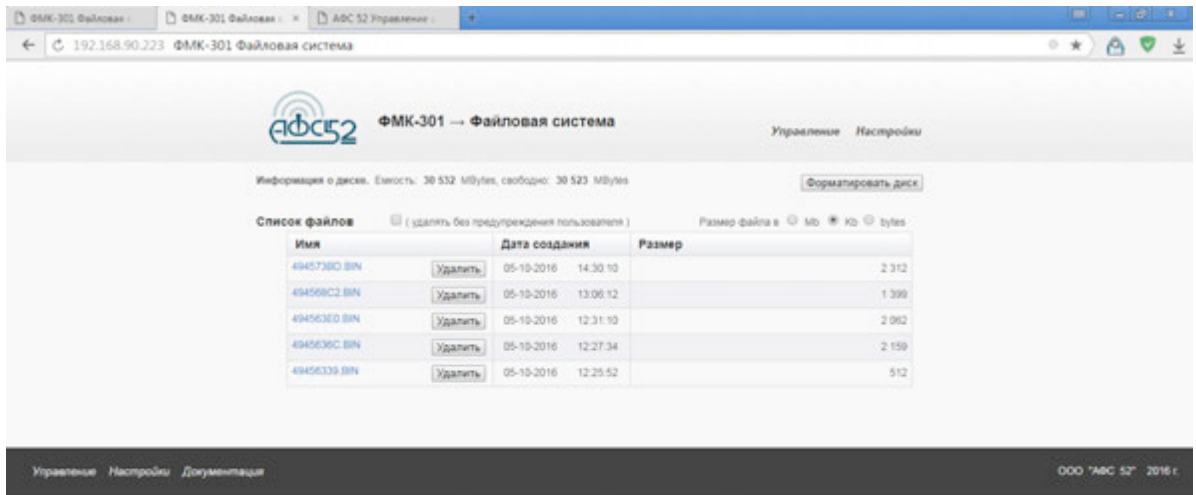 ФМК-301 Файловая
ФМК-301 Файловая с
АФС 52 Управление
192.168.90.223 ФМК-301 Файловая система
АФС52
ФМК-301 → Файловая система
Управление Настройки
Информация о диске. Емкость: 30 532 MBytes, свободно: 30 523 MBytes
Форматировать диск
Список файлов ( удалять без предупреждения пользователя ) Размер файла в Mb Kb bytes
Имя Дата создания Размер
494573BD.BIN Удалить 05-10-2016 14:30:10 2 312
494568C2.BIN Удалить 05-10-2016 13:06:12 1 399
494563E0.BIN Удалить 05-10-2016 12:31:10 2 062
4945636C.BIN Удалить 05-10-2016 12:27:34 2 159
49456339.BIN Удалить 05-10-2016 12:25:52 512
Управление Настройки Документация
ООО "АФС 52" 2016 г.